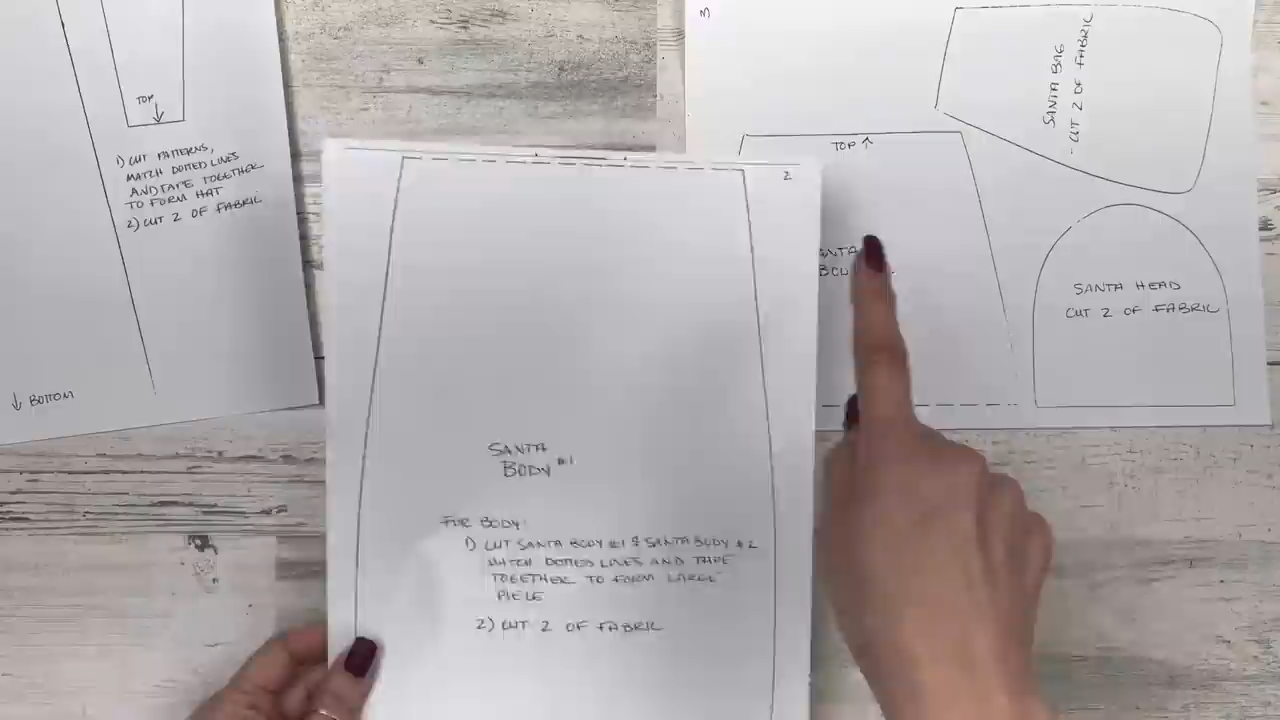 TOP ↓
1) CUT PATTERNS,
MATCH DOTTED LINES
AND TAPE TOGETHER
TO FORM HAT
2) CUT 2 OF FABRIC
↓ BOTTOM
2
SANTA
BODY #1
FOR BODY:
1) CUT SANTA BODY #1 & SANTA BODY #2
MATCH DOTTED LINES AND TAPE
TOGETHER TO FORM LARGE
PIECE
2) CUT 2 OF FABRIC
3
TOP ↑
SANTA BAG
- CUT 2 OF FABRIC
SANTA HEAD
CUT 2 OF FABRIC